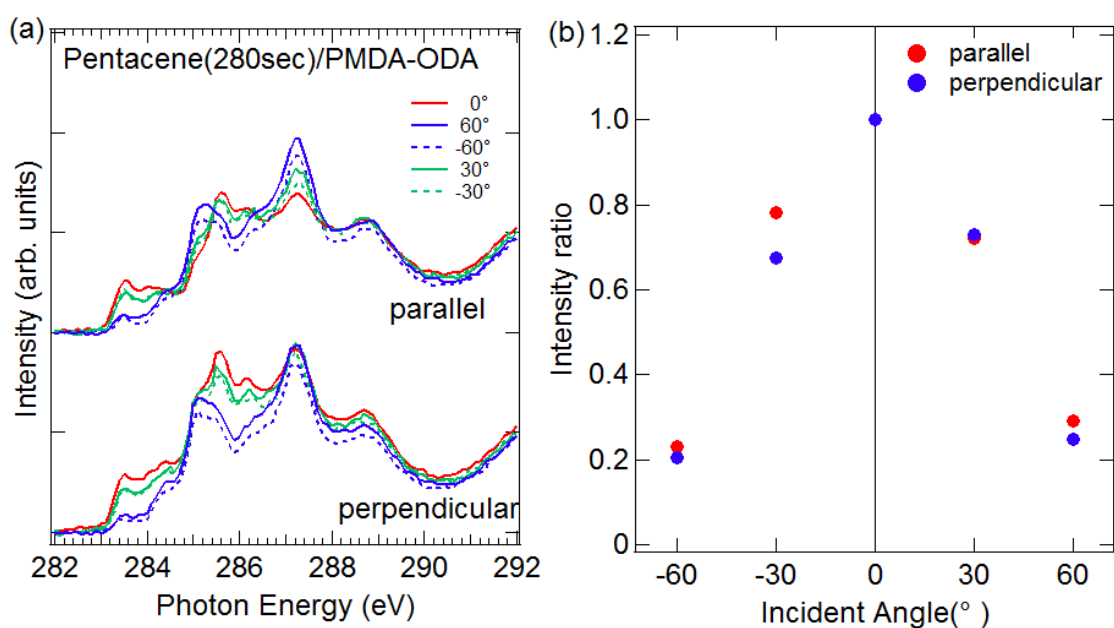 (a)
Pentacene(280sec)/PMDA-ODA
0°
60°
-60°
30°
-30°
parallel
perpendicular
Intensity (arb. units)
282 284 286 288 290 292
Photon Energy (eV)
(b)
parallel
perpendicular
1.2
1.0
0.8
0.6
0.4
0.2
0
Intensity ratio
-60 -30 0 30 60
Incident Angle(° )